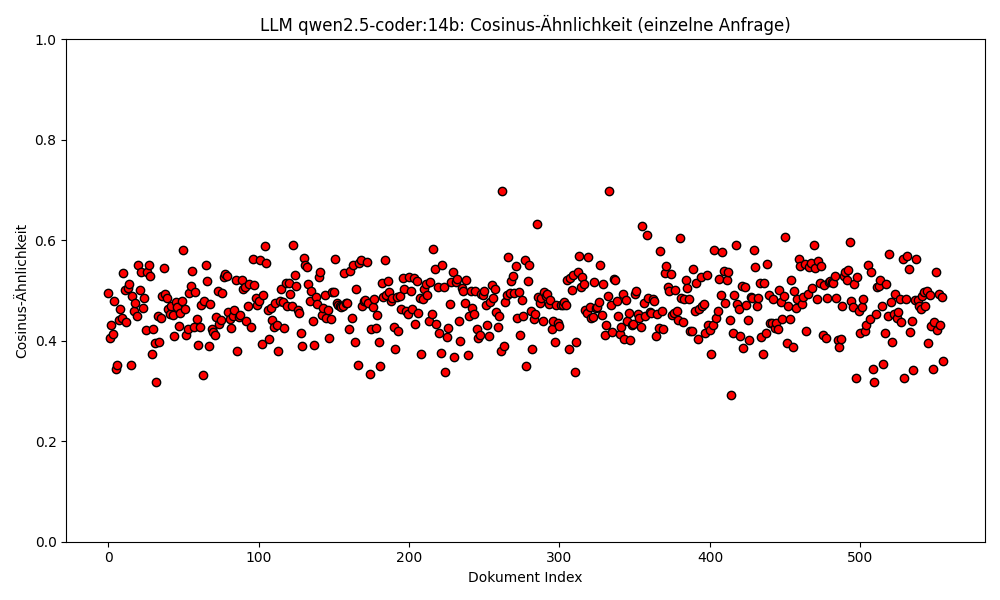 LLM qwen2.5-coder:14b: Cosinus-Ähnlichkeit (einzelne Anfrage)
1.0
0.8
0.6
0.4
0.2
0.0
Cosinus-Ähnlichkeit
0 100 200 300 400 500
Dokument Index